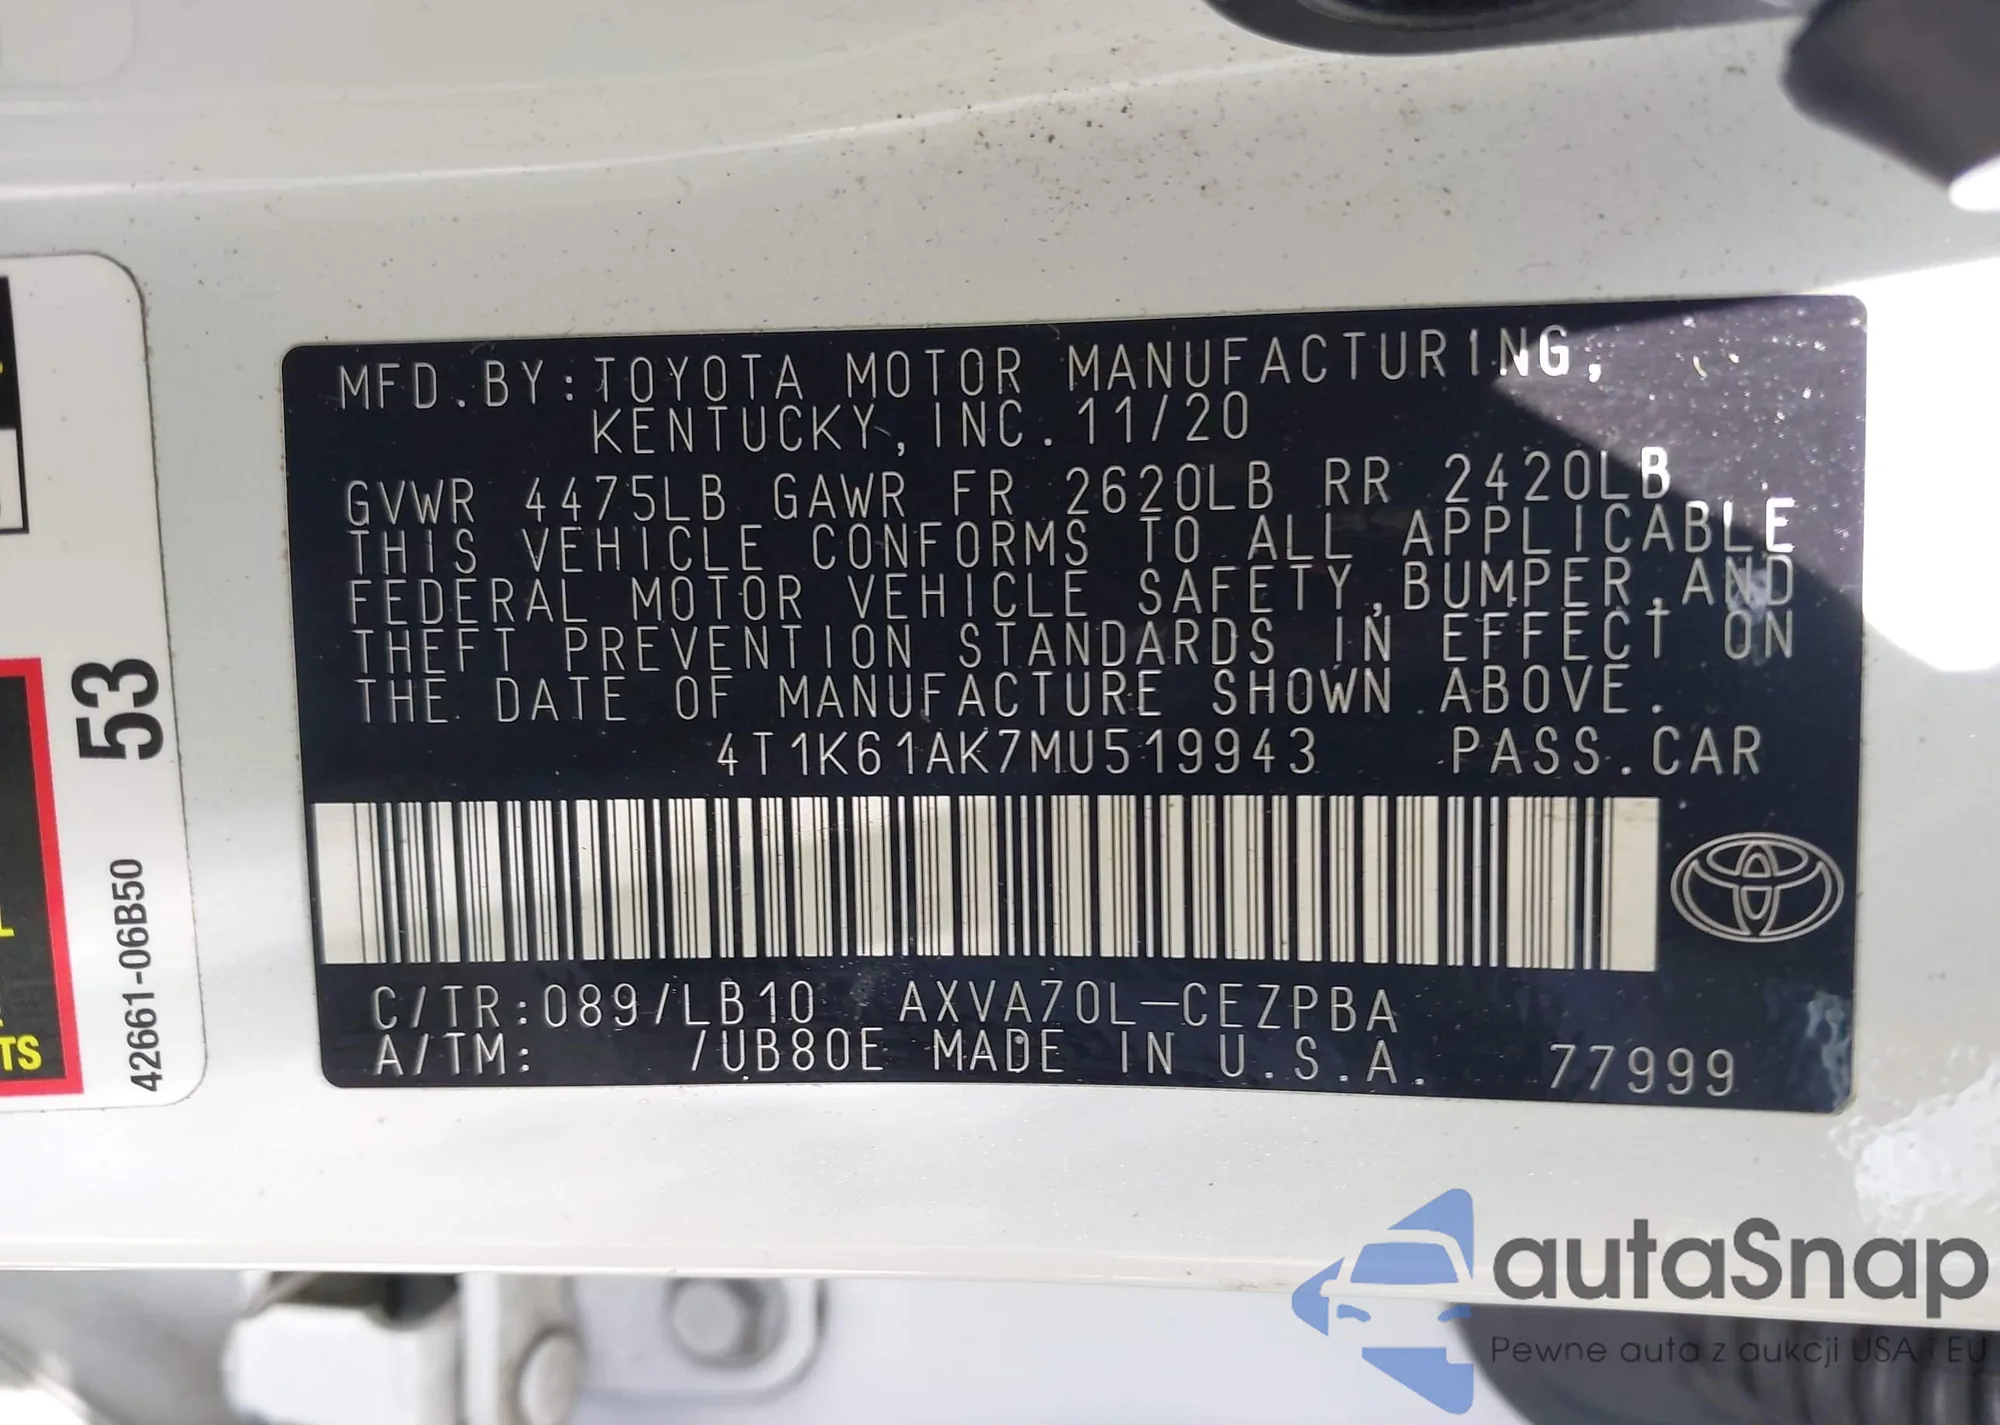 MFD.BY:TOYOTA MOTOR MANUFACTURING,
KENTUCKY,INC.11/20
GVWR 4475LB GAWR FR 2620LB RR 2420LB
THIS VEHICLE CONFORMS TO ALL APPLICABLE
FEDERAL MOTOR VEHICLE SAFETY,BUMPER,AND
THEFT PREVENTION STANDARDS IN EFFECT ON
THE DATE OF MANUFACTURE SHOWN ABOVE.
4T1K61AK7MU519943 PASS.CAR
C/TR:089/LB10 AXVA70L-CEZPBA
A/TM: /UB80E MADE IN U.S.A. 77999
53
42661-06B50
TS
autaSnap
Pewne auta z aukcji USA i EU